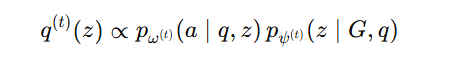 q^{(t)}(z) ∝ p_{ω^{(t)}}(a | q, z) p_{ψ^{(t)}}(z | G, q)